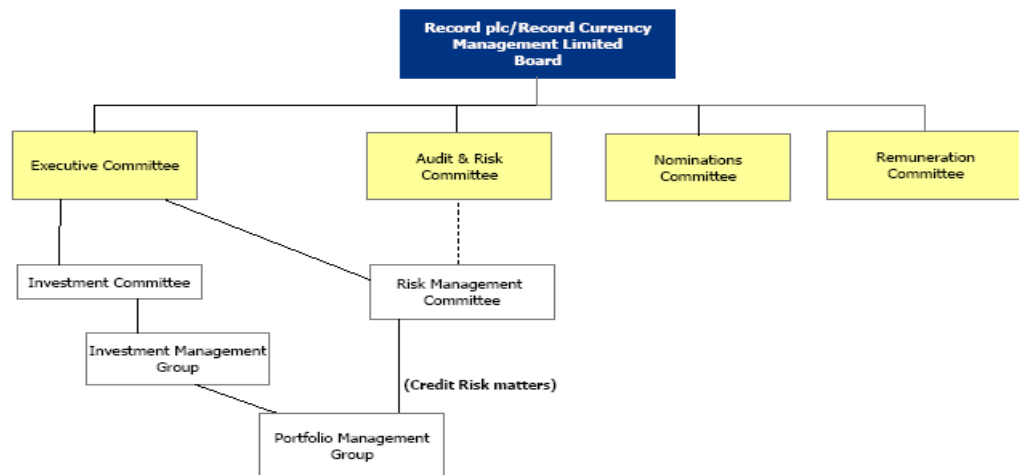 Record plc/Record Currency
Management Limited
Board
Executive Committee
Audit & Risk
Committee
Nominations
Committee
Remuneration
Committee
Investment Committee
Risk Management
Committee
Investment Management
Group
(Credit Risk matters)
Portfolio Management
Group